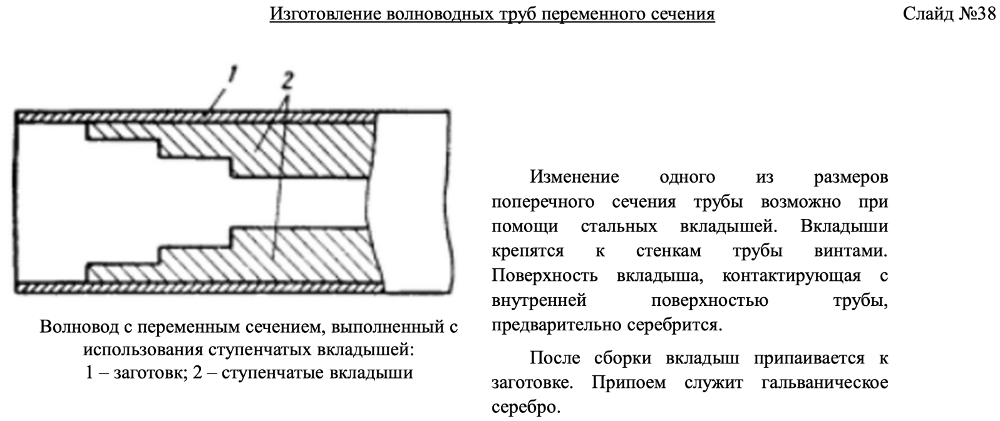 Изготовление волноводных труб переменного сечения
Слайд №38
1
2
Волновод с переменным сечением, выполненный с
использования ступенчатых вкладышей:
1 – заготовк; 2 – ступенчатые вкладыши
Изменение одного из размеров
поперечного сечения трубы возможно при
помощи стальных вкладышей. Вкладыши
крепятся к стенкам трубы винтами.
Поверхность вкладыша, контактирующая с
внутренней поверхностью трубы,
предварительно серебрится.
После сборки вкладыш припаивается к
заготовке. Припоем служит гальваническое
серебро.